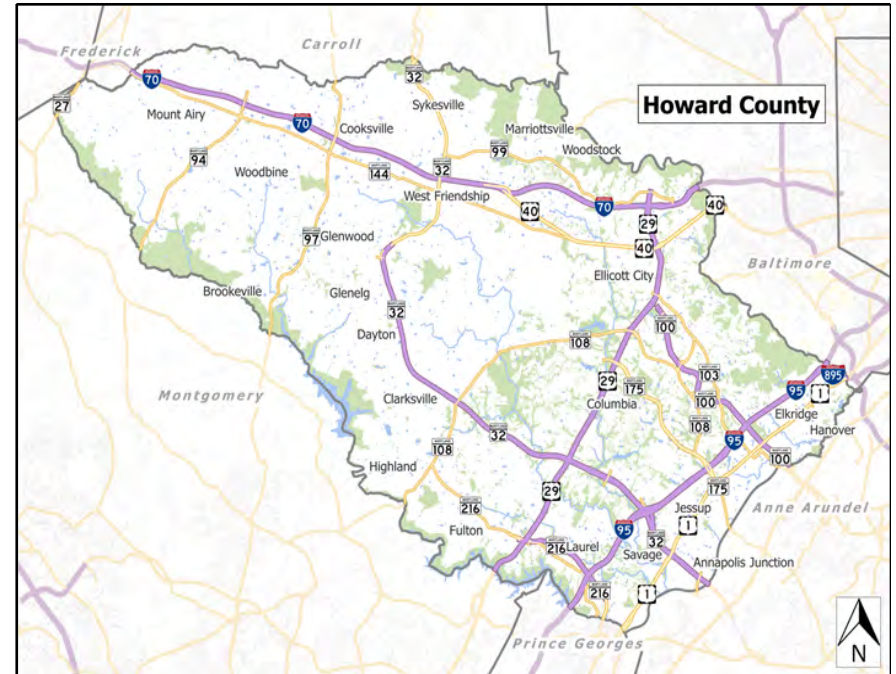 Carroll
Frederick
70
32
Howard County
27
Mount Airy
Sykesville
70
Cooksville
Marriottsville
99
Woodstock
94
144
32
Woodbine
West Friendship
70
40
40
29
97
Glenwood
40
Baltimore
Ellicott City
Brookeville
Glenelg
32
100
Dayton
108
103
895
29
175
95
1
Montgomery
Clarksville
Columbia
100
Elkridge
108
Hanover
32
95
108
100
Highland
175
29
Anne Arundel
216
Jessup
Fulton
95
1
216
Laurel
Savage
32
Annapolis Junction
216
1
Prince Georges
N